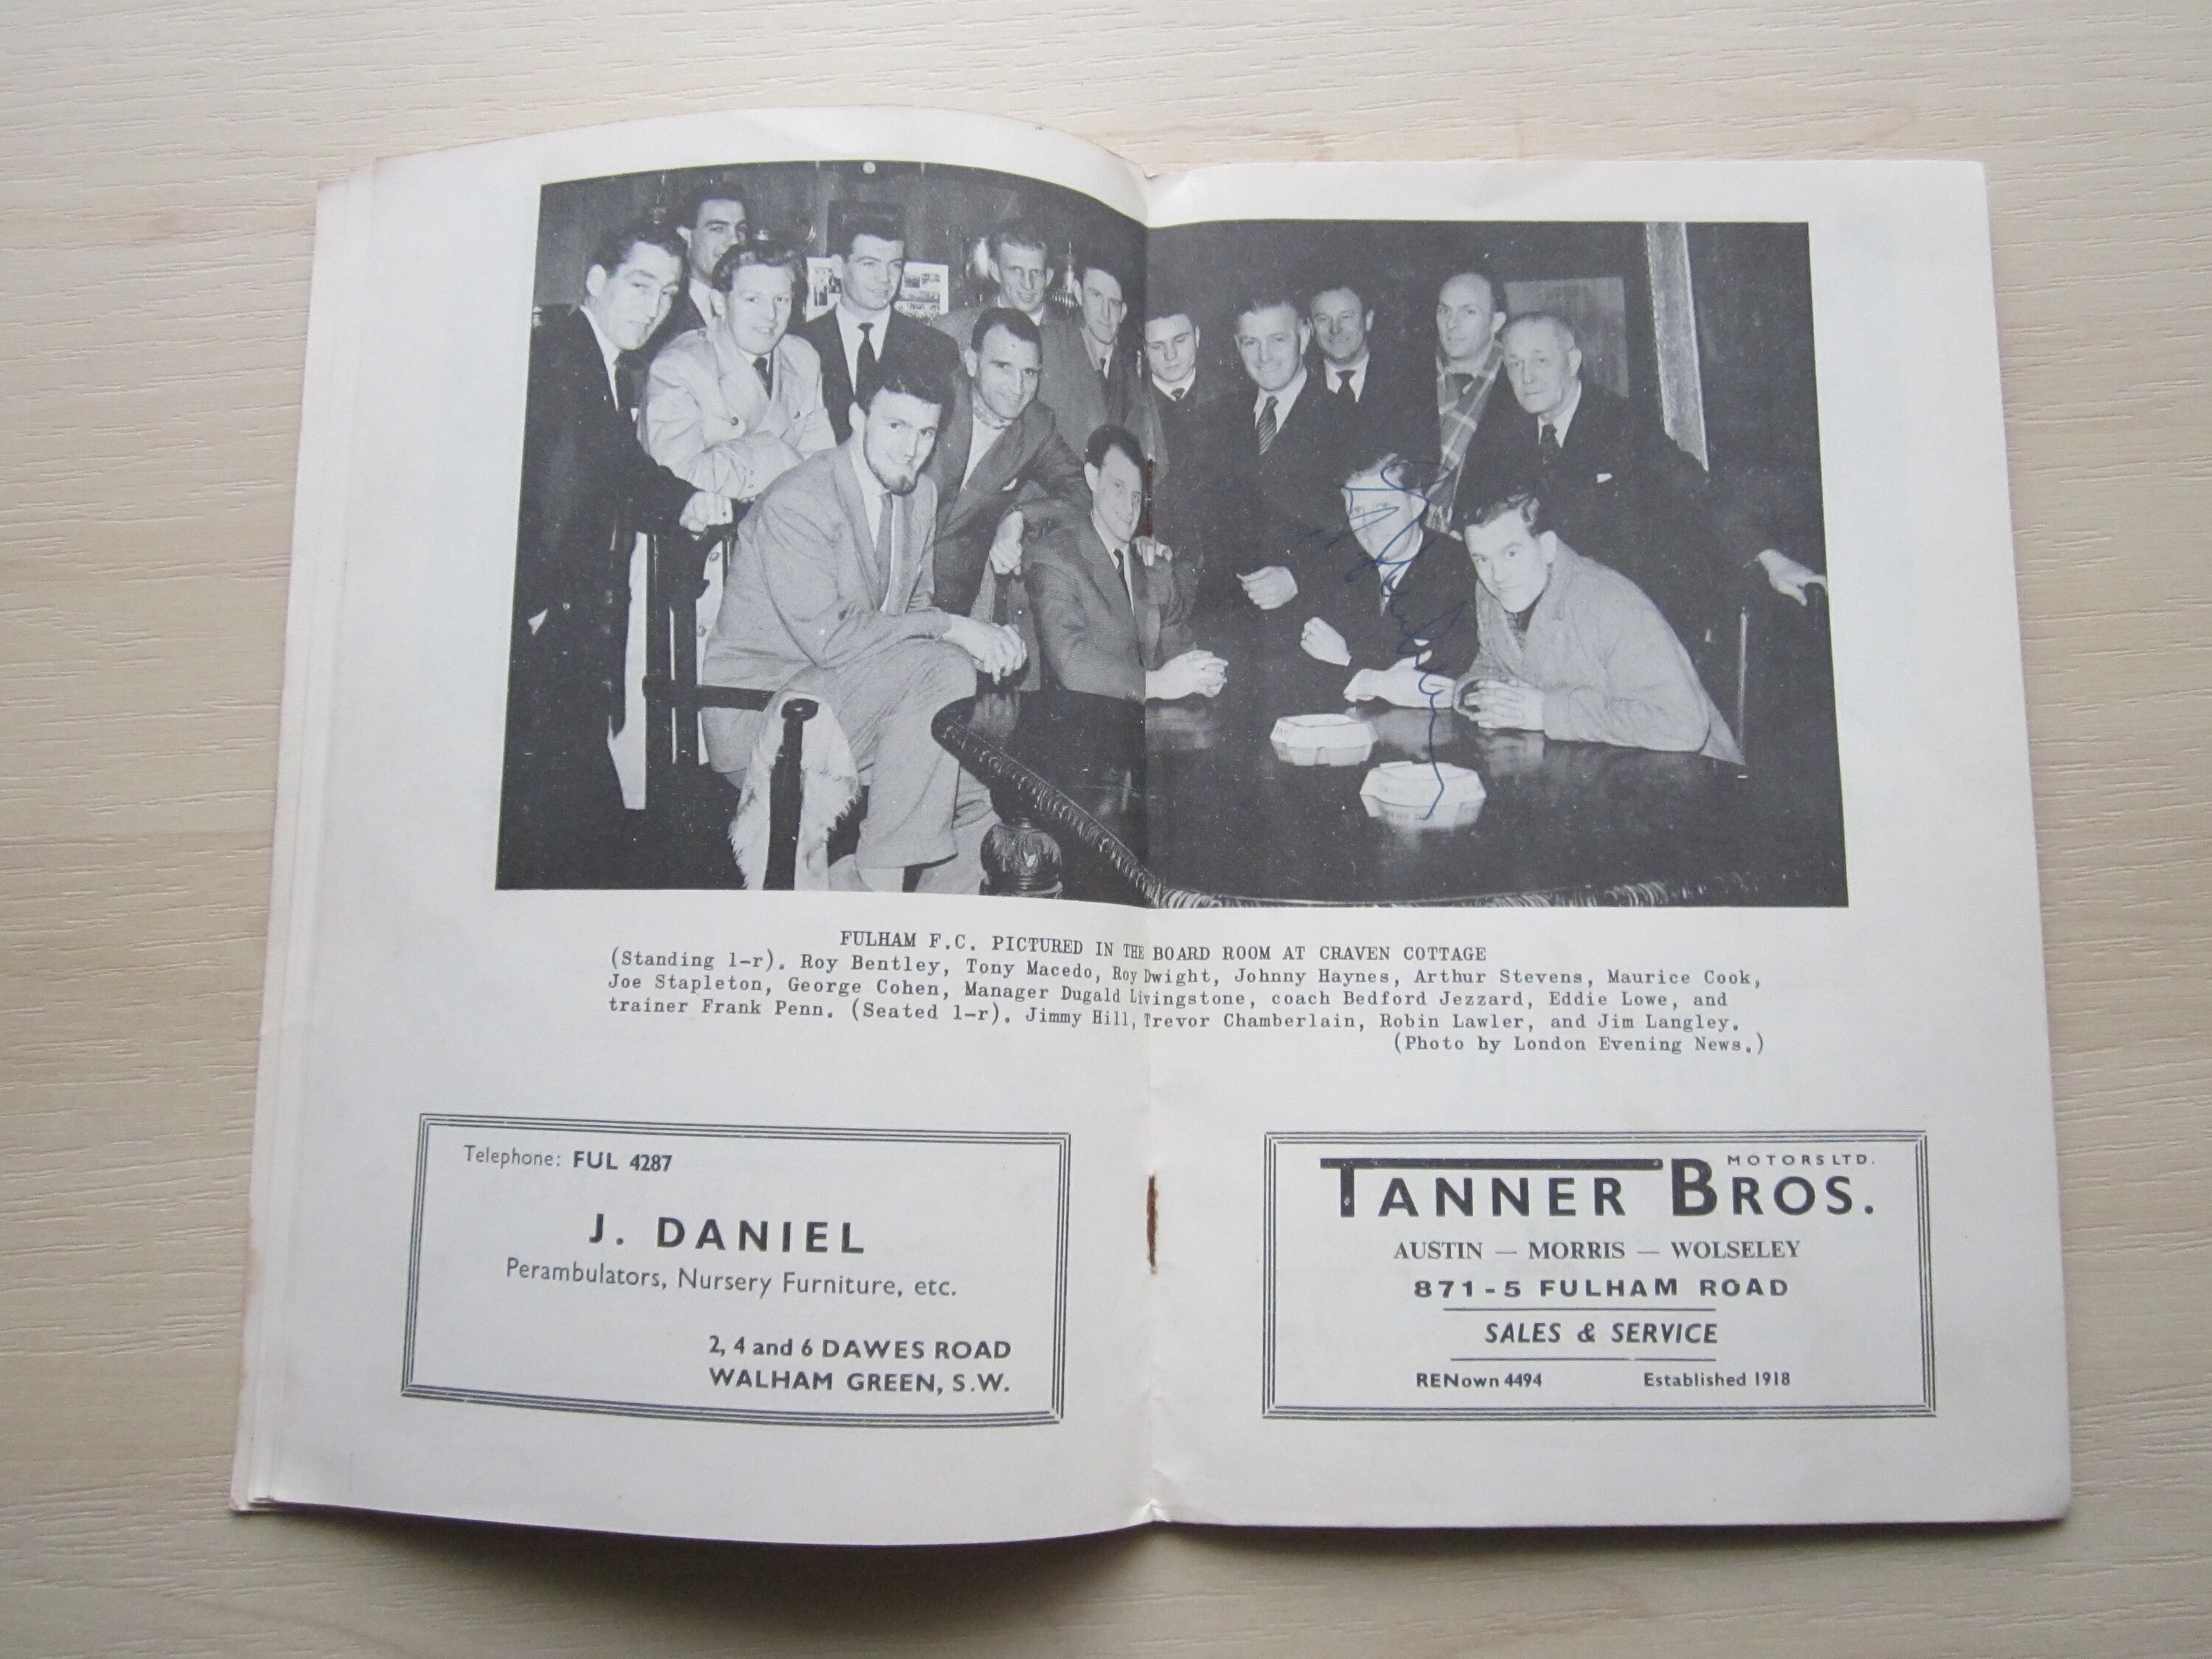 FULHAM F.C. PICTURED IN THE BOARD ROOM AT CRAVEN COTTAGE
(Standing l-r). Roy Bentley, Tony Macedo, Roy Dwight, Johnny Haynes, Arthur Stevens, Maurice Cook,
Joe Stapleton, George Cohen, Manager Dugald Livingstone, coach Bedford Jezzard, Eddie Lowe, and
trainer Frank Penn. (Seated l-r). Jimmy Hill, Trevor Chamberlain, Robin Lawler, and Jim Langley.
(Photo by London Evening News.)
Telephone: FUL 4287
J. DANIEL
Perambulators, Nursery Furniture, etc.
2, 4 and 6 DAWES ROAD
WALHAM GREEN, S.W.
TANNER BROS. MOTORS LTD.
AUSTIN — MORRIS — WOLSELEY
871-5 FULHAM ROAD
SALES & SERVICE
RENown 4494 Established 1918